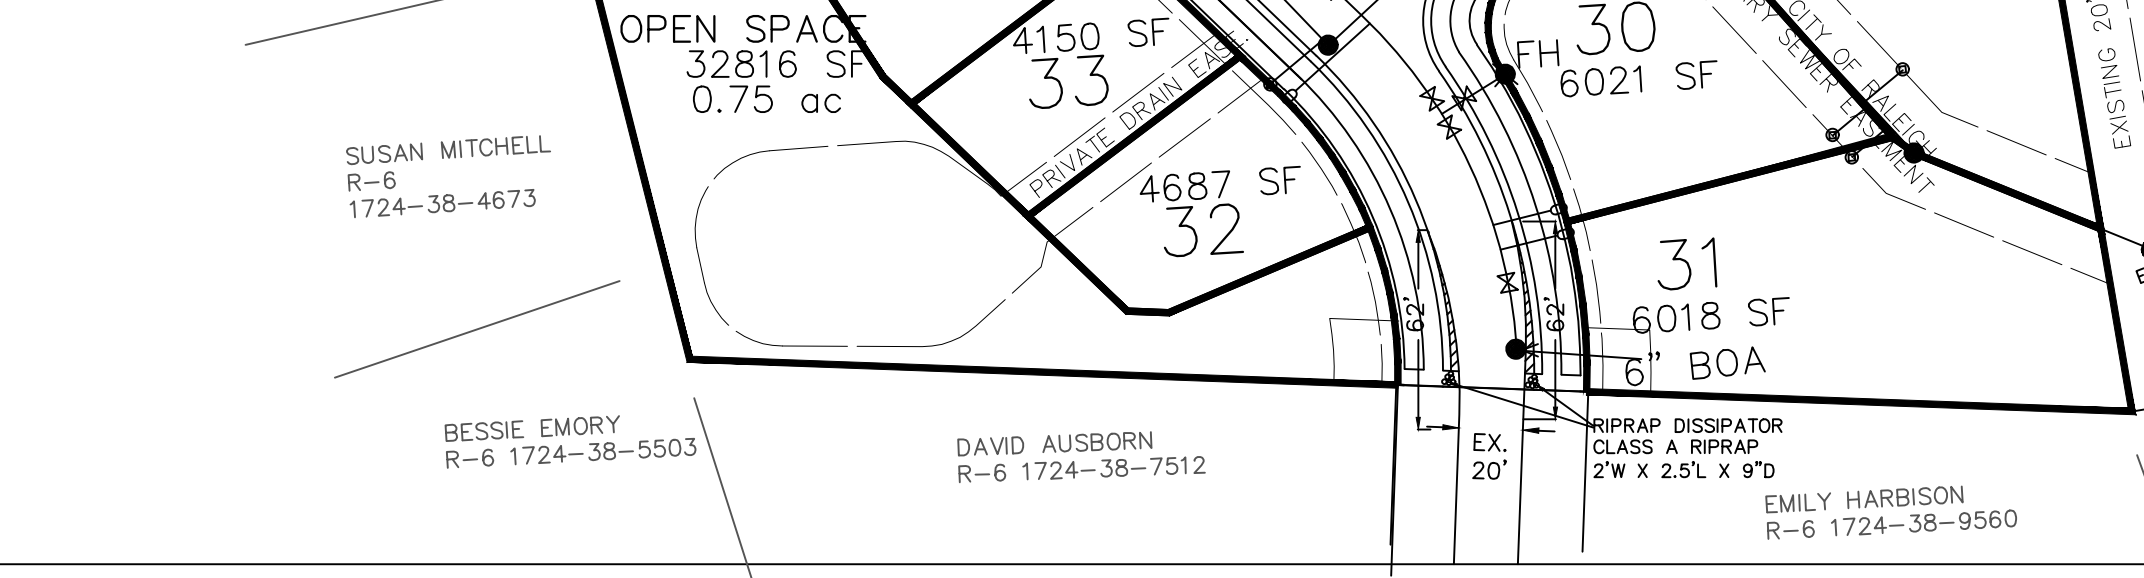 OPEN SPACE
32816 SF
0.75 ac
4150 SF
33
PRIVATE DRAIN EASE.
4687 SF
32
FH
30
6021 SF
CITY OF RALEIGH
SEWER EASEMENT
EXISTING 20'
SUSAN MITCHELL
R-6
1724-38-4673
31
6018 SF
62'
62'
6" BOA
RIPRAP DISSIPATOR
CLASS A RIPRAP
2'W X 2.5'L X 9"D
EX.
20'
BESSIE EMORY
R-6 1724-38-5503
DAVID AUSBORN
R-6 1724-38-7512
EMILY HARBISON
R-6 1724-38-9560